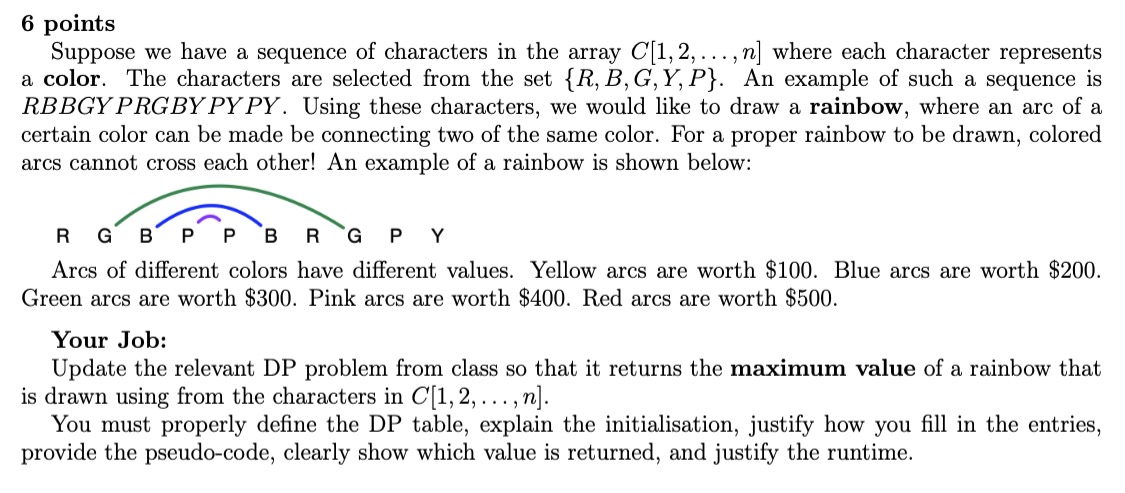 6 points
Suppose we have a sequence of characters in the array C[1, 2, . . . , n] where each character represents
a color. The characters are selected from the set {R, B, G, Y, P}. An example of such a sequence is
RBBGY PRGBY PY PY. Using these characters, we would like to draw a rainbow, where an arc of a
certain color can be made be connecting two of the same color. For a proper rainbow to be drawn, colored
arcs cannot cross each other! An example of a rainbow is shown below:
R G B P P B R G P Y
Arcs of different colors have different values. Yellow arcs are worth $100. Blue arcs are worth $200.
Green arcs are worth $300. Pink arcs are worth $400. Red arcs are worth $500.
Your Job:
Update the relevant DP problem from class so that it returns the maximum value of a rainbow that
is drawn using from the characters in C[1, 2, . . . , n].
You must properly define the DP table, explain the initialisation, justify how you fill in the entries,
provide the pseudo-code, clearly show which value is returned, and justify the runtime.